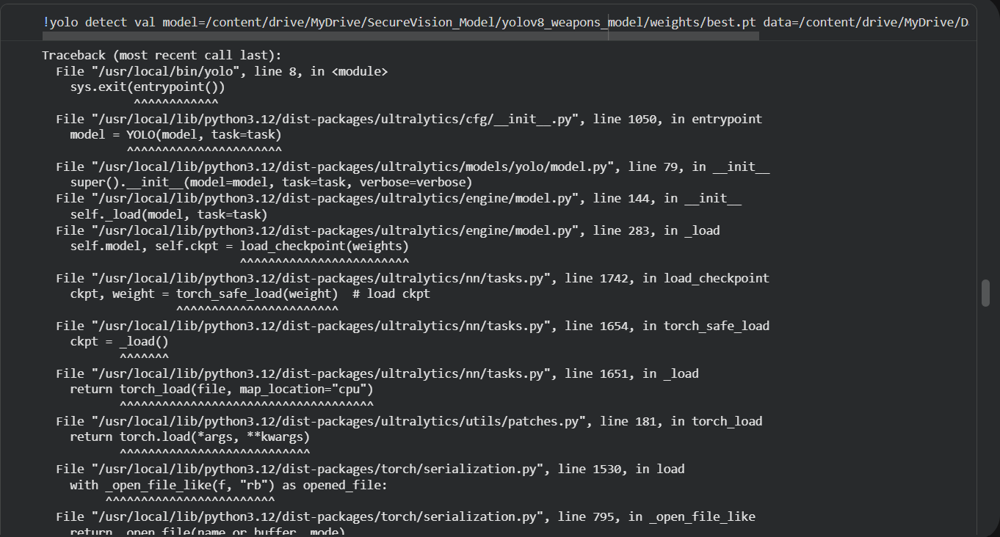 !yolo detect val model=/content/drive/MyDrive/SecureVision_Model/yolov8_weapons_model/weights/best.pt data=/content/drive/MyDrive/Da
Traceback (most recent call last):
  File "/usr/local/bin/yolo", line 8, in <module>
    sys.exit(entrypoint())
             ^^^^^^^^^^^^
  File "/usr/local/lib/python3.12/dist-packages/ultralytics/cfg/__init__.py", line 1050, in entrypoint
    model = YOLO(model, task=task)
            ^^^^^^^^^^^^^^^^^^^^^^
  File "/usr/local/lib/python3.12/dist-packages/ultralytics/models/yolo/model.py", line 79, in __init__
    super().__init__(model=model, task=task, verbose=verbose)
  File "/usr/local/lib/python3.12/dist-packages/ultralytics/engine/model.py", line 144, in __init__
    self._load(model, task=task)
  File "/usr/local/lib/python3.12/dist-packages/ultralytics/engine/model.py", line 283, in _load
    self.model, self.ckpt = load_checkpoint(weights)
                            ^^^^^^^^^^^^^^^^^^^^^^^^
  File "/usr/local/lib/python3.12/dist-packages/ultralytics/nn/tasks.py", line 1742, in load_checkpoint
    ckpt, weight = torch_safe_load(weight)  # load ckpt
                   ^^^^^^^^^^^^^^^^^^^^^^^
  File "/usr/local/lib/python3.12/dist-packages/ultralytics/nn/tasks.py", line 1654, in torch_safe_load
    ckpt = _load()
           ^^^^^^^
  File "/usr/local/lib/python3.12/dist-packages/ultralytics/nn/tasks.py", line 1651, in _load
    return torch_load(file, map_location="cpu")
           ^^^^^^^^^^^^^^^^^^^^^^^^^^^^^^^^^^^^
  File "/usr/local/lib/python3.12/dist-packages/ultralytics/utils/patches.py", line 181, in torch_load
    return torch.load(*args, **kwargs)
           ^^^^^^^^^^^^^^^^^^^^^^^^^^^
  File "/usr/local/lib/python3.12/dist-packages/torch/serialization.py", line 1530, in load
    with _open_file_like(f, "rb") as opened_file:
         ^^^^^^^^^^^^^^^^^^^^^^^^
  File "/usr/local/lib/python3.12/dist-packages/torch/serialization.py", line 795, in _open_file_like
    return _open_file(name_or_buffer, mode)